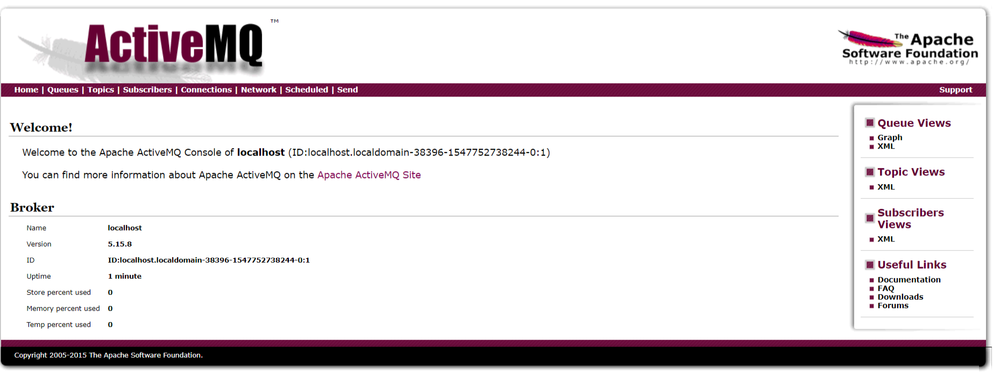 ActiveMQ ™
The Apache
Software Foundation
http://www.apache.org/
Home | Queues | Topics | Subscribers | Connections | Network | Scheduled | Send
Support
Welcome!
Welcome to the Apache ActiveMQ Console of localhost (ID:localhost.localdomain-38396-1547752738244-0:1)
You can find more information about Apache ActiveMQ on the Apache ActiveMQ Site
Broker
Name localhost
Version 5.15.8
ID ID:localhost.localdomain-38396-1547752738244-0:1
Uptime 1 minute
Store percent used 0
Memory percent used 0
Temp percent used 0
Queue Views
Graph
XML
Topic Views
XML
Subscribers
Views
XML
Useful Links
Documentation
FAQ
Downloads
Forums
Copyright 2005-2015 The Apache Software Foundation.